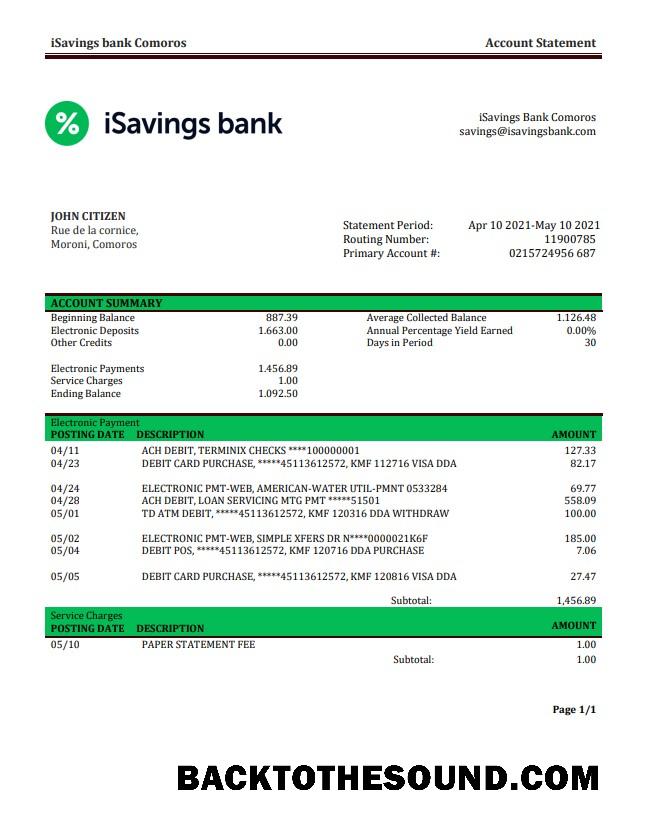 iSavings bank Comoros Account Statement
% iSavings bank
iSavings Bank Comoros
savings@isavingsbank.com
JOHN CITIZEN
Rue de la cornice,
Moroni, Comoros
Statement Period: Apr 10 2021-May 10 2021
Routing Number: 11900785
Primary Account #: 0215724956 687
ACCOUNT SUMMARY
Beginning Balance 887.39 Average Collected Balance 1.126.48
Electronic Deposits 1.663.00 Annual Percentage Yield Earned 0.00%
Other Credits 0.00 Days in Period 30
Electronic Payments 1.456.89
Service Charges 1.00
Ending Balance 1.092.50
Electronic Payment
POSTING DATE DESCRIPTION AMOUNT
04/11 ACH DEBIT, TERMINIX CHECKS ****100000001 127.33
04/23 DEBIT CARD PURCHASE, *****45113612572, KMF 112716 VISA DDA 82.17
04/24 ELECTRONIC PMT-WEB, AMERICAN-WATER UTIL-PMNT 0533284 69.77
04/28 ACH DEBIT, LOAN SERVICING MTG PMT *****51501 558.09
05/01 TD ATM DEBIT, *****45113612572, KMF 120316 DDA WITHDRAW 100.00
05/02 ELECTRONIC PMT-WEB, SIMPLE XFERS DR N****0000021K6F 185.00
05/04 DEBIT POS, *****45113612572, KMF 120716 DDA PURCHASE 7.06
05/05 DEBIT CARD PURCHASE, *****45113612572, KMF 120816 VISA DDA 27.47
Subtotal: 1,456.89
Service Charges
POSTING DATE DESCRIPTION AMOUNT
05/10 PAPER STATEMENT FEE 1.00
Subtotal: 1.00
Page 1/1
BACKTOTHESOUND.COM